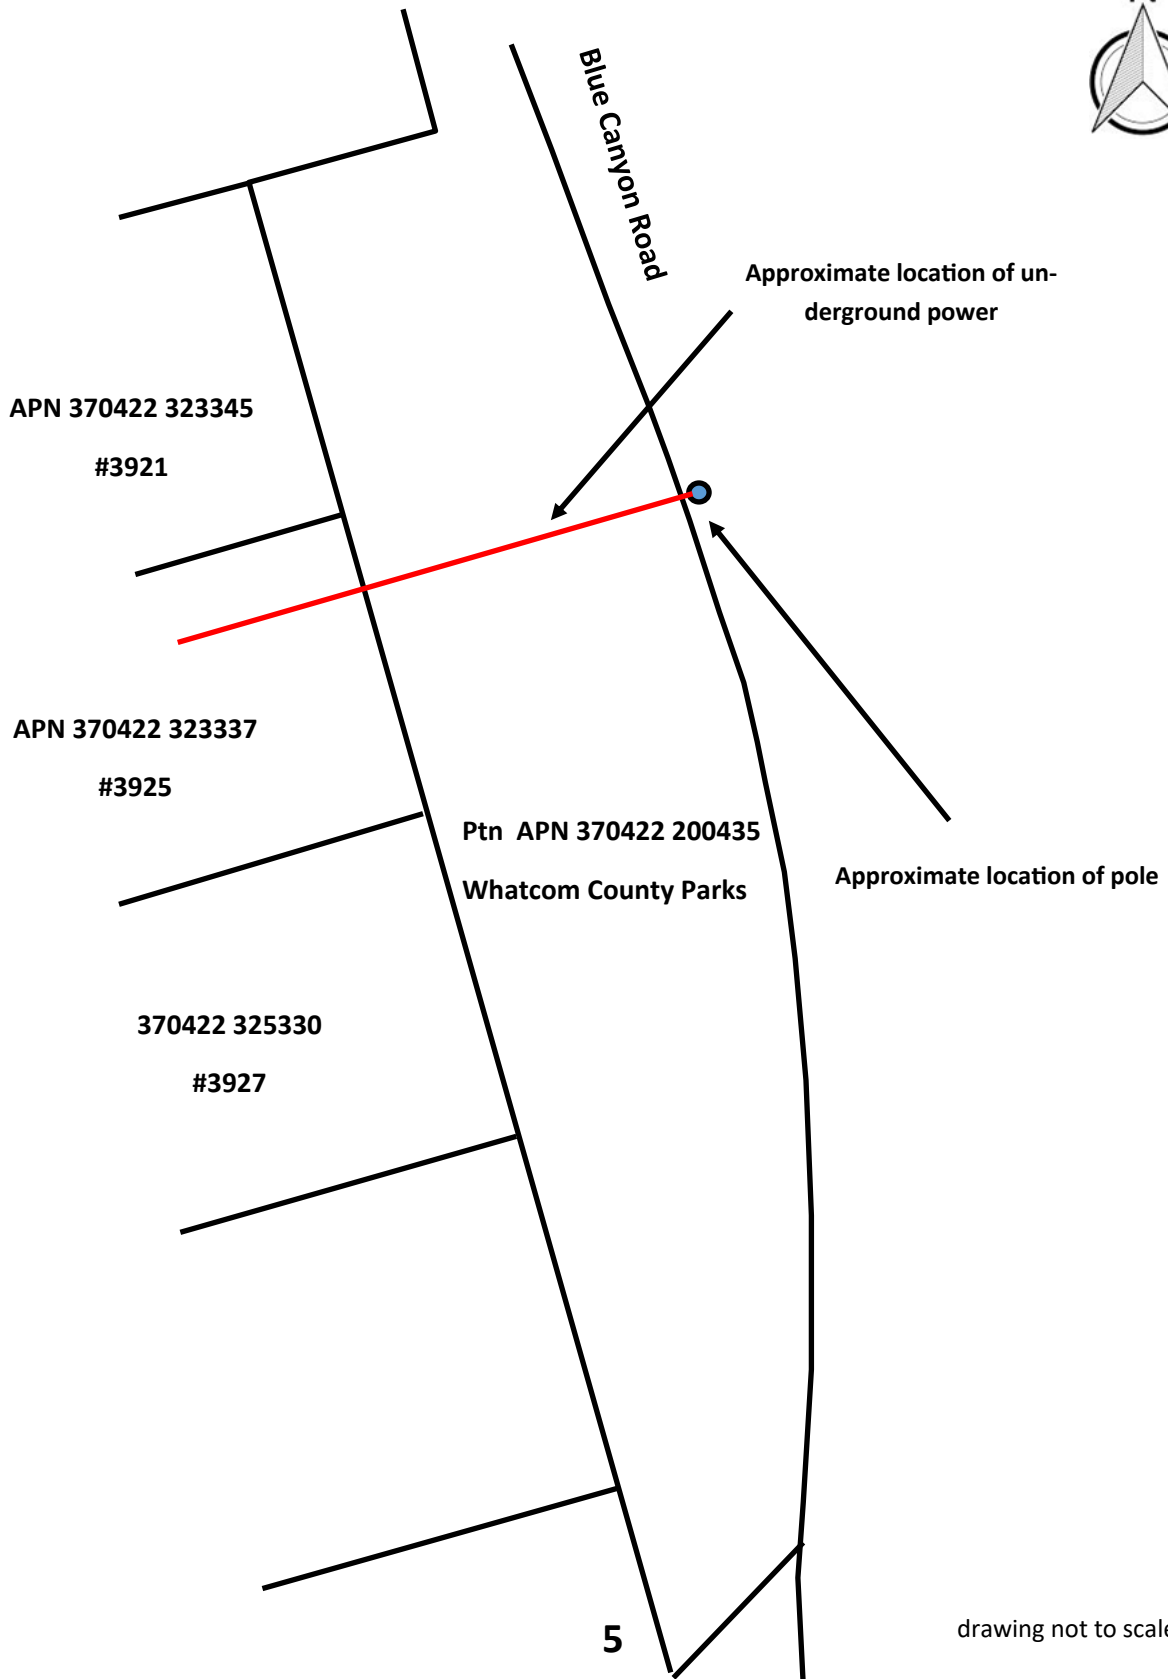 Blue Canyon Road
Approximate location of un-
derground power
APN 370422 323345
#3921
APN 370422 323337
#3925
Ptn APN 370422 200435
Whatcom County Parks
Approximate location of pole
370422 325330
#3927
5
drawing not to scale